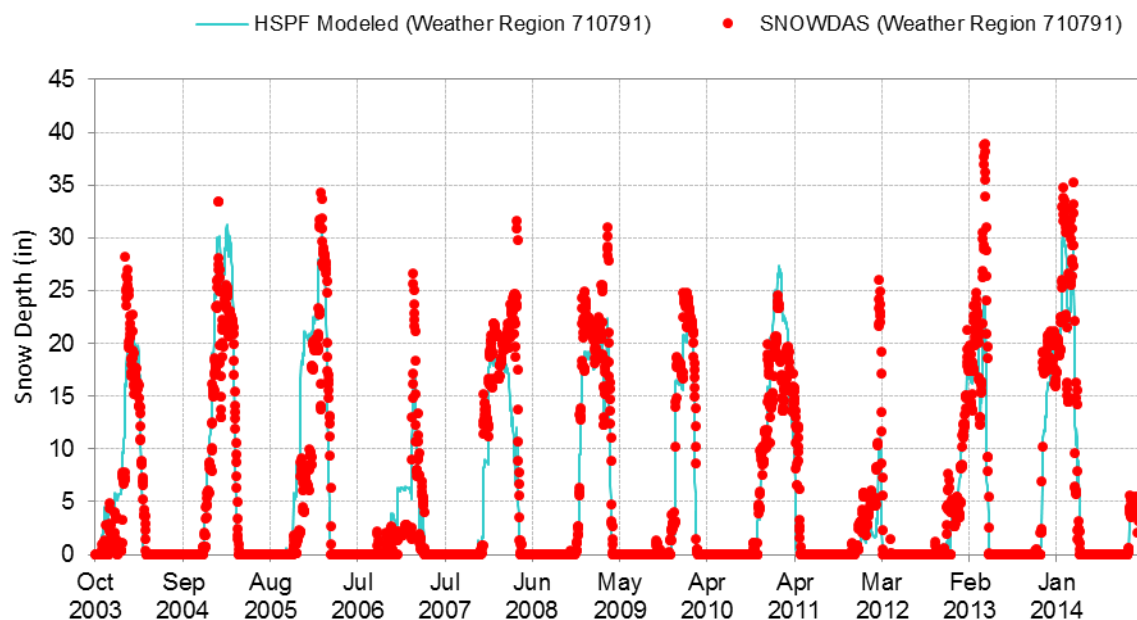 HSPF Modeled (Weather Region 710791)
SNOWDAS (Weather Region 710791)
45
40
35
30
25
20
15
10
5
0
Snow Depth (in)
Oct Sep Aug Jul Jul Jun May Apr Apr Mar Feb Jan
2003 2004 2005 2006 2007 2008 2009 2010 2011 2012 2013 2014